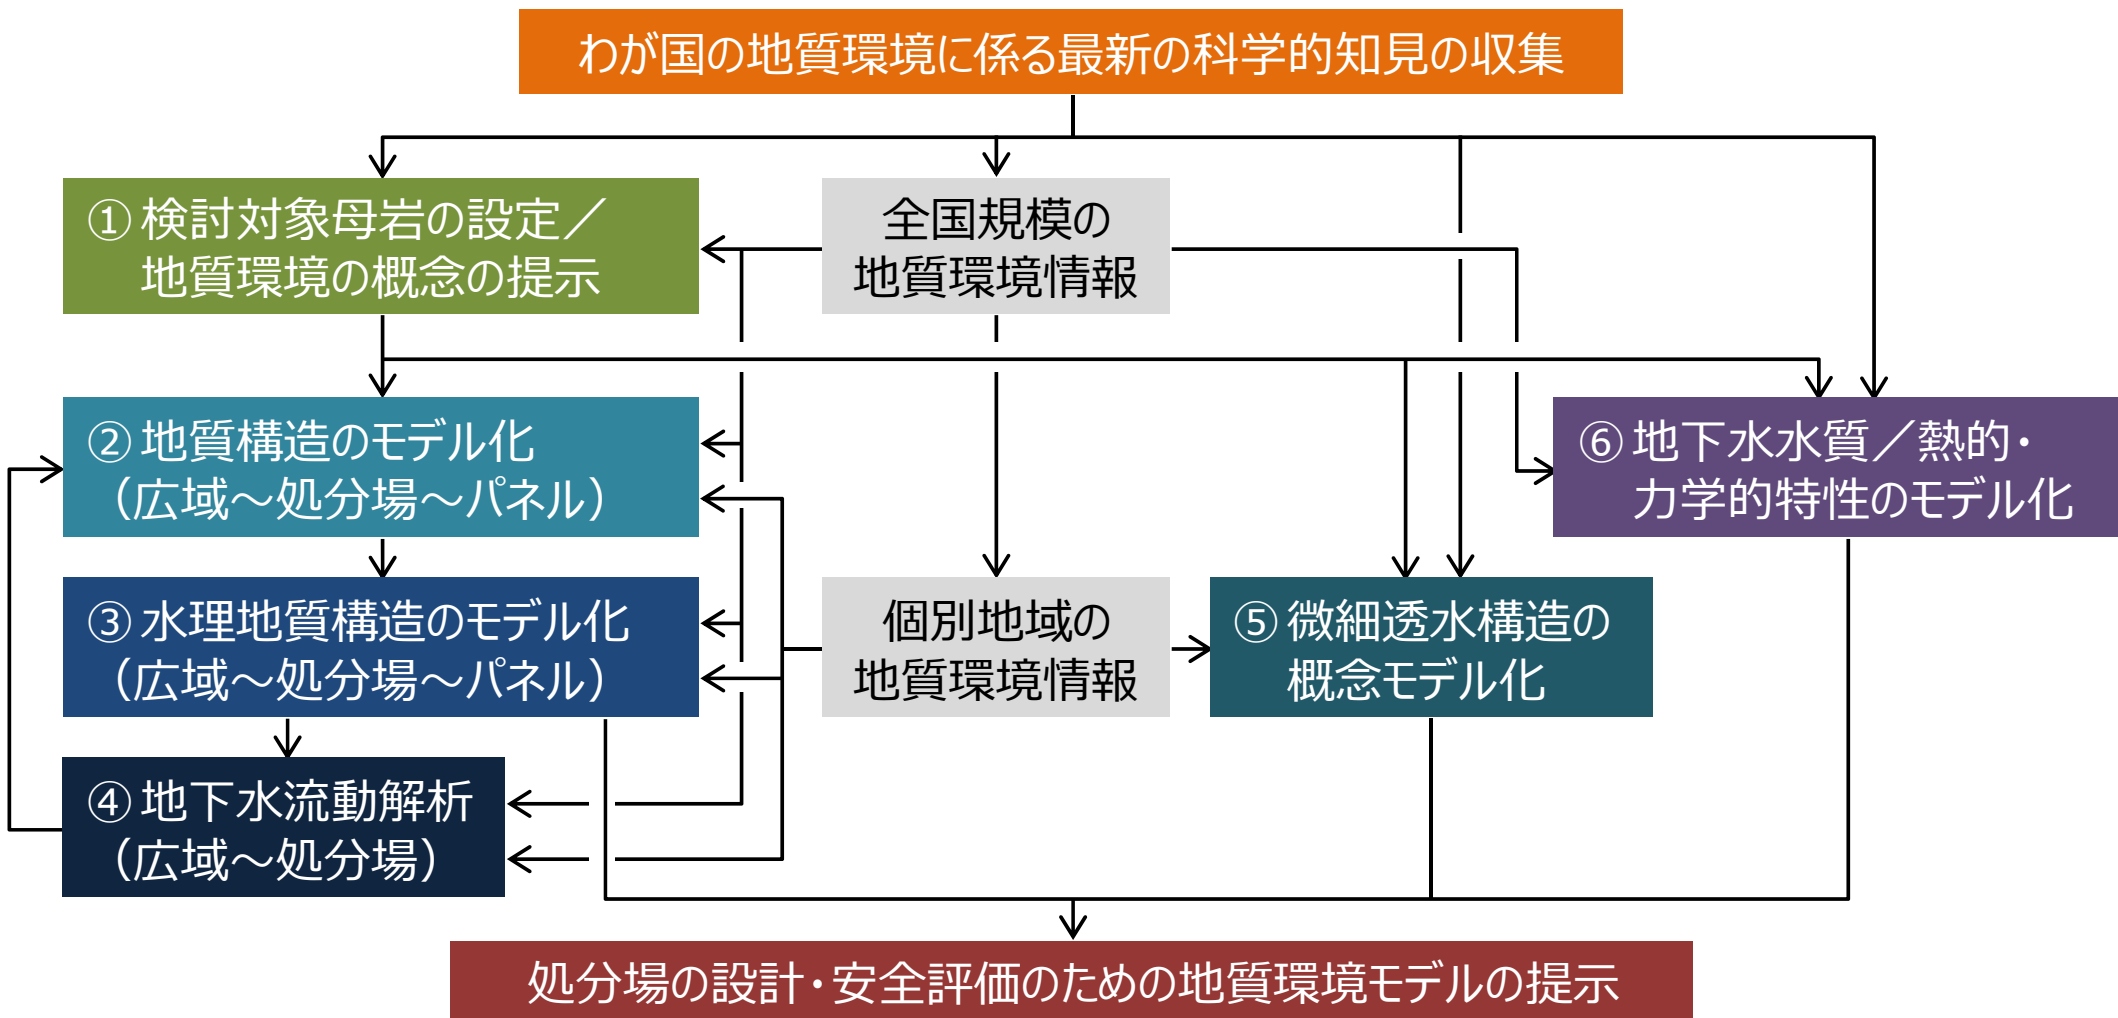 わが国の地質環境に係る最新の科学的知見の収集
①検討対象母岩の設定／
地質環境の概念の提示
全国規模の
地質環境情報
②地質構造のモデル化
（広域～処分場～パネル）
⑥地下水水質／熱的・
力学的特性のモデル化
③水理地質構造のモデル化
（広域～処分場～パネル）
個別地域の
地質環境情報
⑤微細透水構造の
概念モデル化
④地下水流動解析
（広域～処分場）
処分場の設計・安全評価のための地質環境モデルの提示